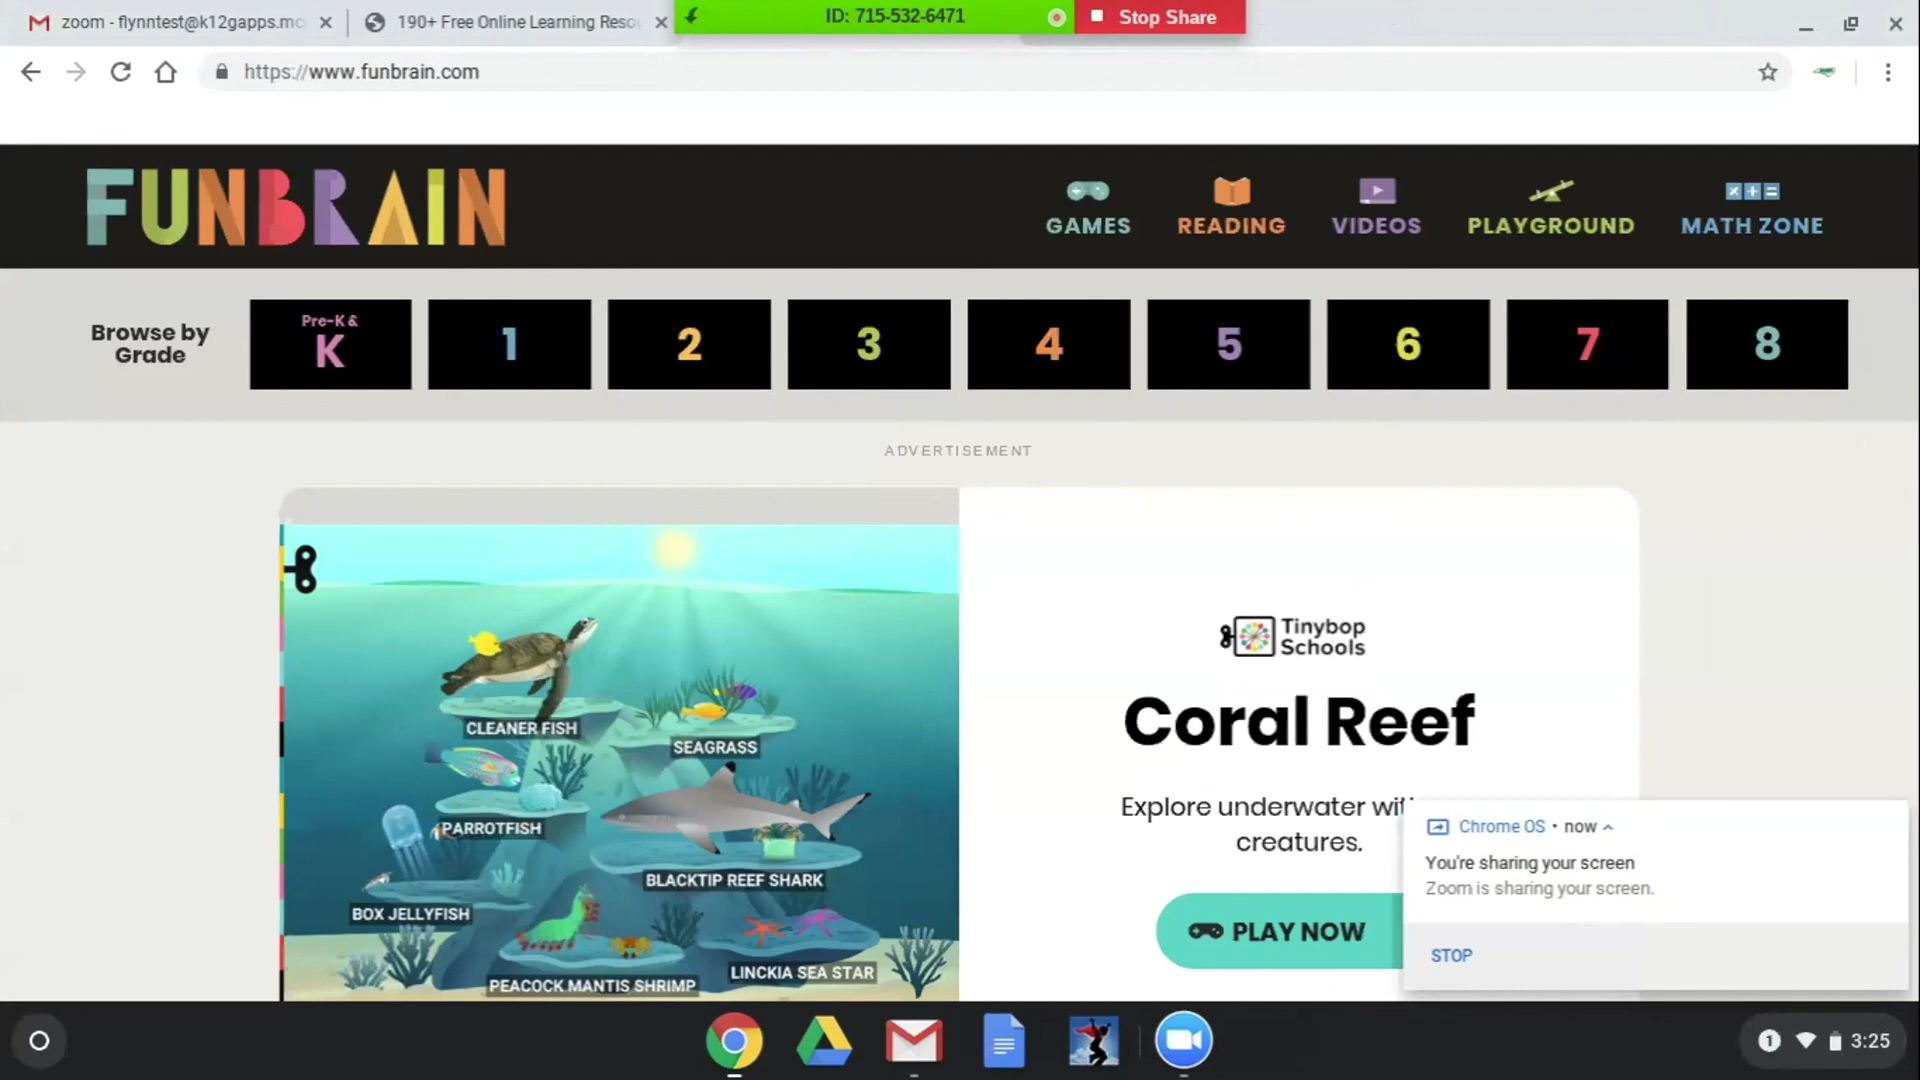 zoom - flynntest@k12gapps.mc
190+ Free Online Learning Reso
ID: 715-532-6471
Stop Share
https://www.funbrain.com
FUNBRAIN
GAMES
READING
VIDEOS
PLAYGROUND
MATH ZONE
Browse by
Grade
Pre-K &
K
1
2
3
4
5
6
7
8
ADVERTISEMENT
CLEANER FISH
SEAGRASS
PARROTFISH
BLACKTIP REEF SHARK
BOX JELLYFISH
LINCKIA SEA STAR
PEACOCK MANTIS SHRIMP
Tinybop
Schools
Coral Reef
Explore underwater
creatures.
PLAY NOW
Chrome OS • now
You're sharing your screen
Zoom is sharing your screen.
STOP
1
3:25